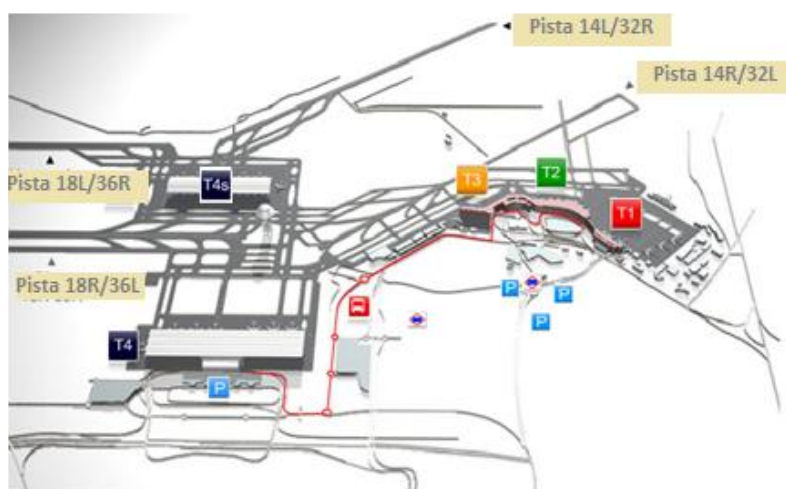 Pista 14L/32R
Pista 14R/32L
Pista 18L/36R
T4s
T3
T2
T1
Pista 18R/36L
P
P
P
T4
P